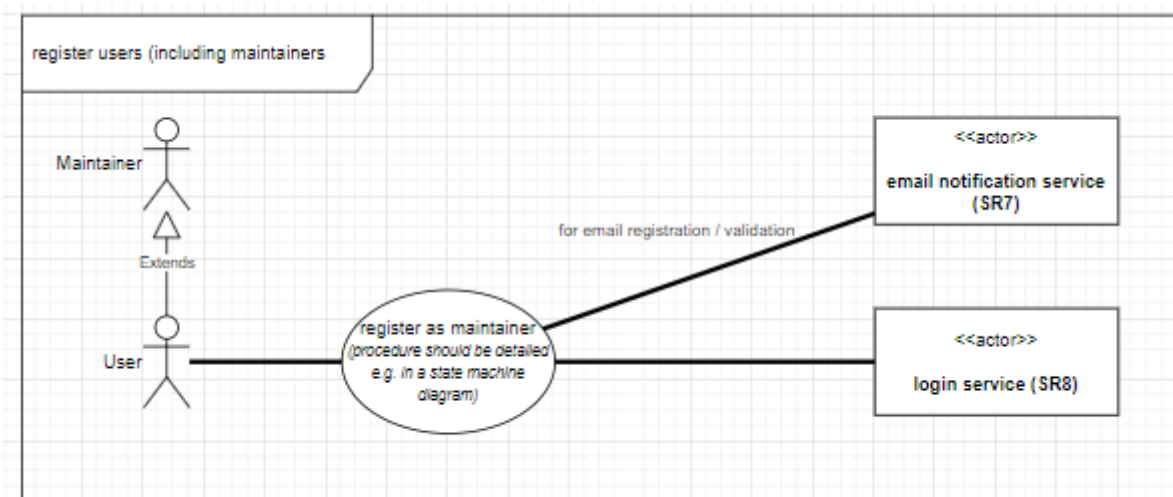 register users (including maintainers
Maintainer
Extends
User
register as maintainer
(procedure should be detailed
e.g. in a state machine
diagram)
for email registration / validation
<<actor>>
email notification service
(SR7)
<<actor>>
login service (SR8)